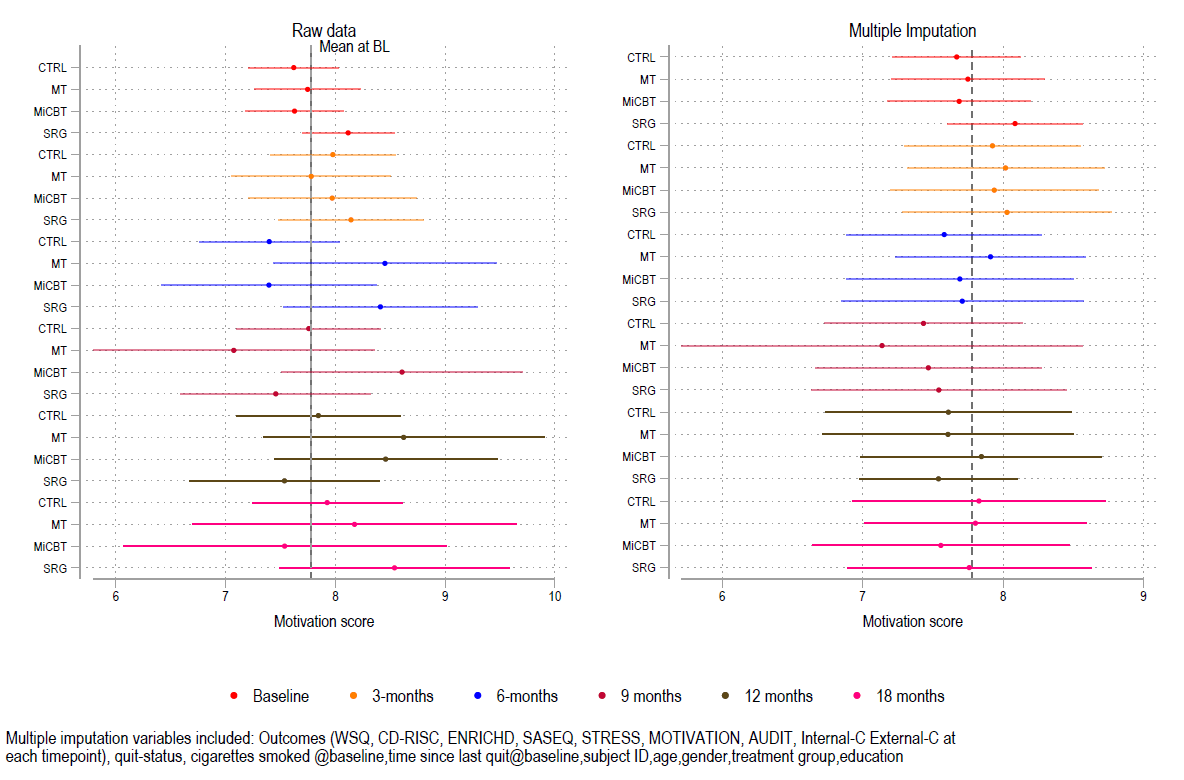 Raw data
Mean at BL
CTRL
MT
MiCBT
SRG
CTRL
MT
MiCBT
SRG
CTRL
MT
MiCBT
SRG
CTRL
MT
MiCBT
SRG
CTRL
MT
MiCBT
SRG
CTRL
MT
MiCBT
SRG
6 7 8 9 10
Motivation score
Multiple Imputation
CTRL
MT
MiCBT
SRG
CTRL
MT
MiCBT
SRG
CTRL
MT
MiCBT
SRG
CTRL
MT
MiCBT
SRG
CTRL
MT
MiCBT
SRG
CTRL
MT
MiCBT
SRG
6 7 8 9
Motivation score
Baseline 3-months 6-months 9 months 12 months 18 months
Multiple imputation variables included: Outcomes (WSQ, CD-RISC, ENRICHD, SASEQ, STRESS, MOTIVATION, AUDIT, Internal-C External-C at
each timepoint), quit-status, cigarettes smoked @baseline,time since last quit@baseline,subject ID,age,gender,treatment group,education